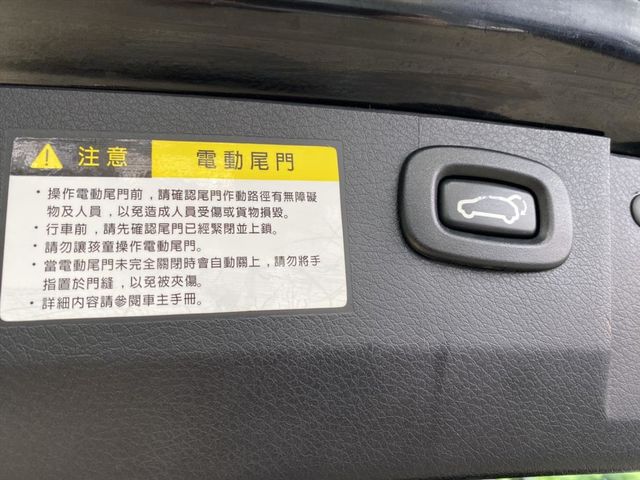 注意 電動尾門
・操作電動尾門前,請確認尾門作動路徑有無障礙
物及人員,以免造成人員受傷或貨物損毀。
・行車前,請先確認尾門已經緊閉並上鎖。
・請勿讓孩童操作電動尾門。
・當電動尾門未完全關閉時會自動關上,請勿將手
指置於門縫,以免被夾傷。
・詳細內容請參閱車主手冊。